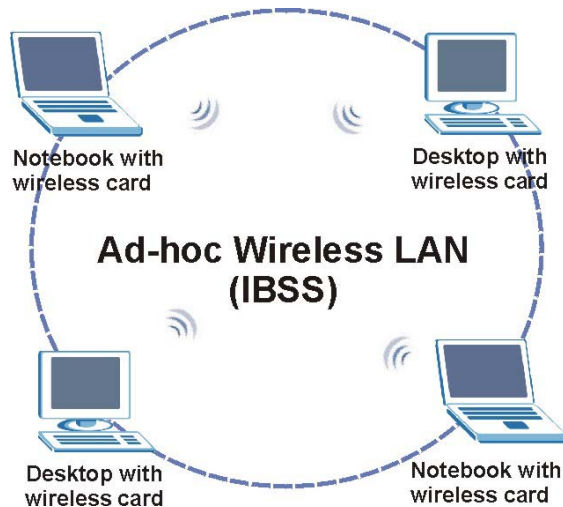 Notebook with
wireless card
Desktop with
wireless card
Ad-hoc Wireless LAN
(IBSS)
Desktop with
wireless card
Notebook with
wireless card